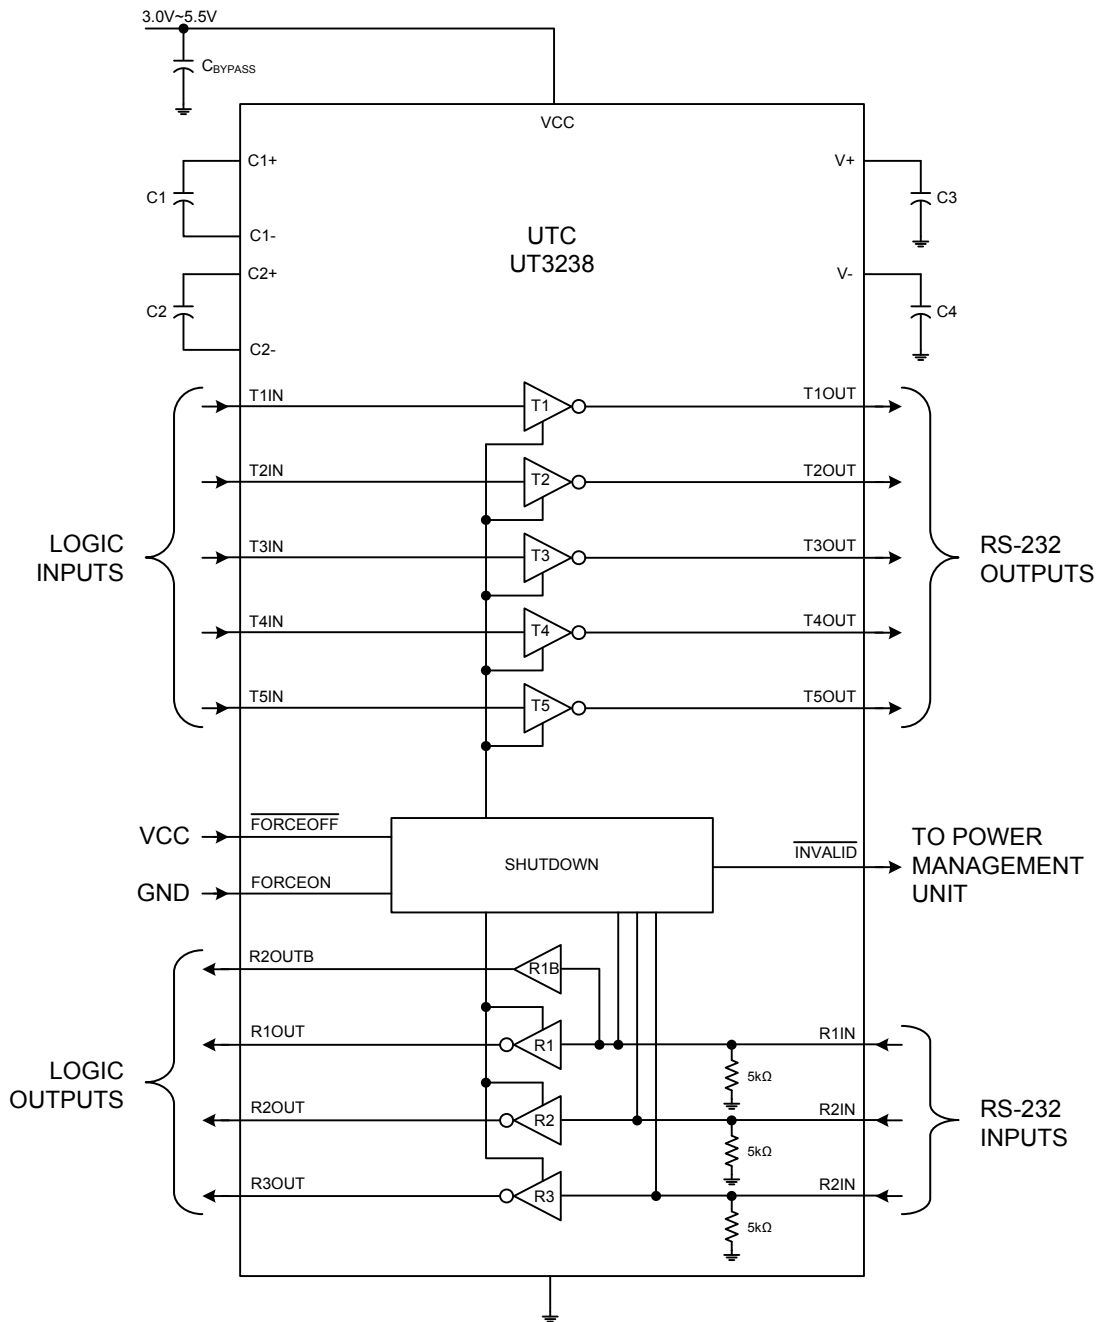 3.0V~5.5V
CBYPASS
VCC
C1+
V+
C1
C3
C1-
UTC
UT3238
C2+
V-
C2
C4
C2-
T1IN
T1
T1OUT
T2IN
T2
T2OUT
LOGIC
INPUTS
T3IN
T3
T3OUT
RS-232
OUTPUTS
T4IN
T4
T4OUT
T5IN
T5
T5OUT
VCC
FORCEOFF
SHUTDOWN
INVALID
TO POWER
MANAGEMENT
UNIT
GND
FORCEON
R2OUTB
R1B
R1OUT
R1
R1IN
5kΩ
LOGIC
OUTPUTS
R2OUT
R2
R2IN
RS-232
INPUTS
5kΩ
R3OUT
R3
R2IN
5kΩ